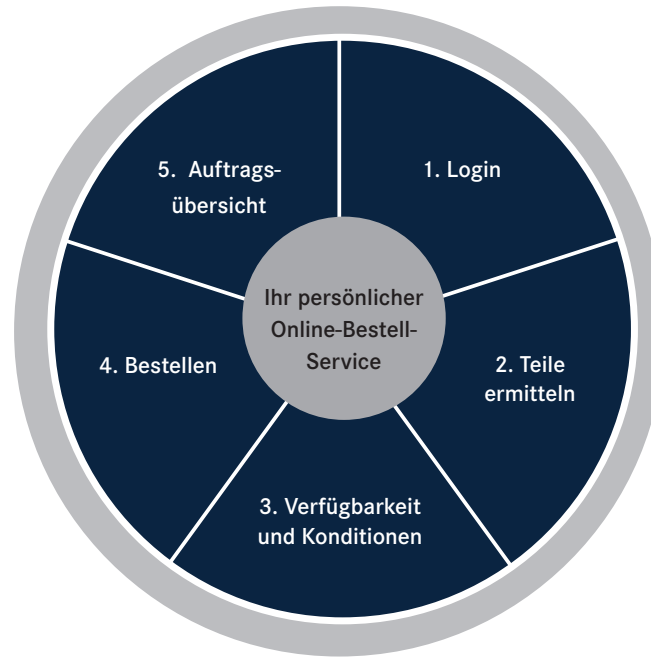 Ihr persönlicher
Online-Bestell-
Service
1. Login
2. Teile
ermitteln
3. Verfügbarkeit
und Konditionen
4. Bestellen
5. Auftrags-
übersicht